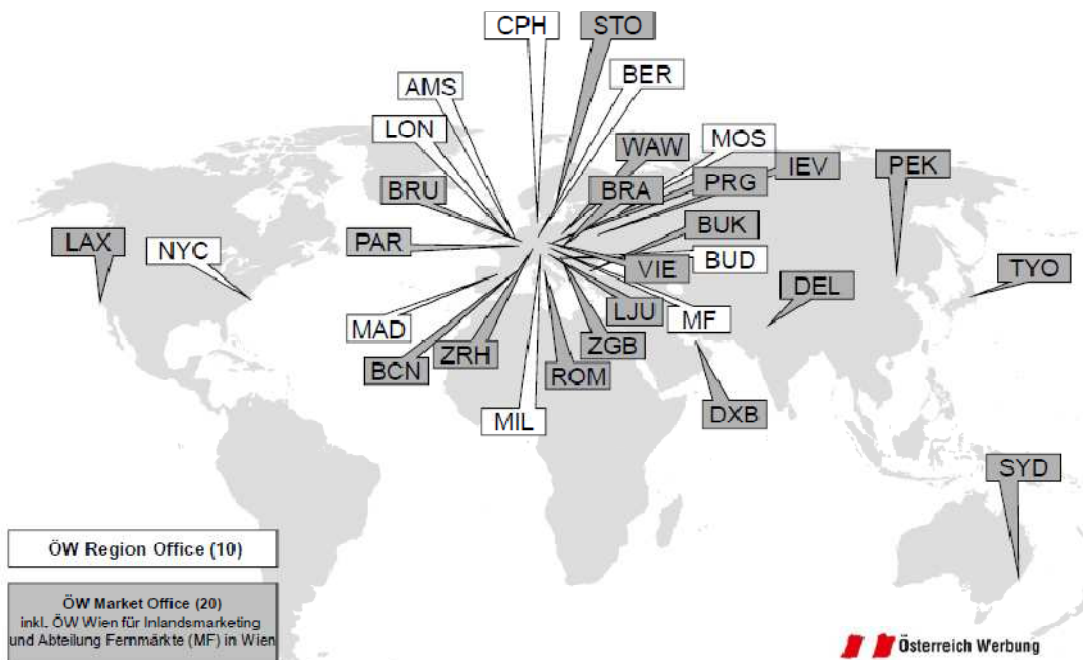 CPH
STO
AMS
BER
LON
MOS
WAW
BRU
BRA
PRG
IEV
PEK
LAX
NYC
PAR
BUK
VIE
BUD
DEL
TYO
MAD
LJU
MF
BCN
ZRH
ZGB
ROM
MIL
DXB
SYD
ÖW Region Office (10)
ÖW Market Office (20)
inkl. ÖW Wien für Inlandsmarketing
und Abteilung Fernmärkte (MF) in Wien
Österreich Werbung